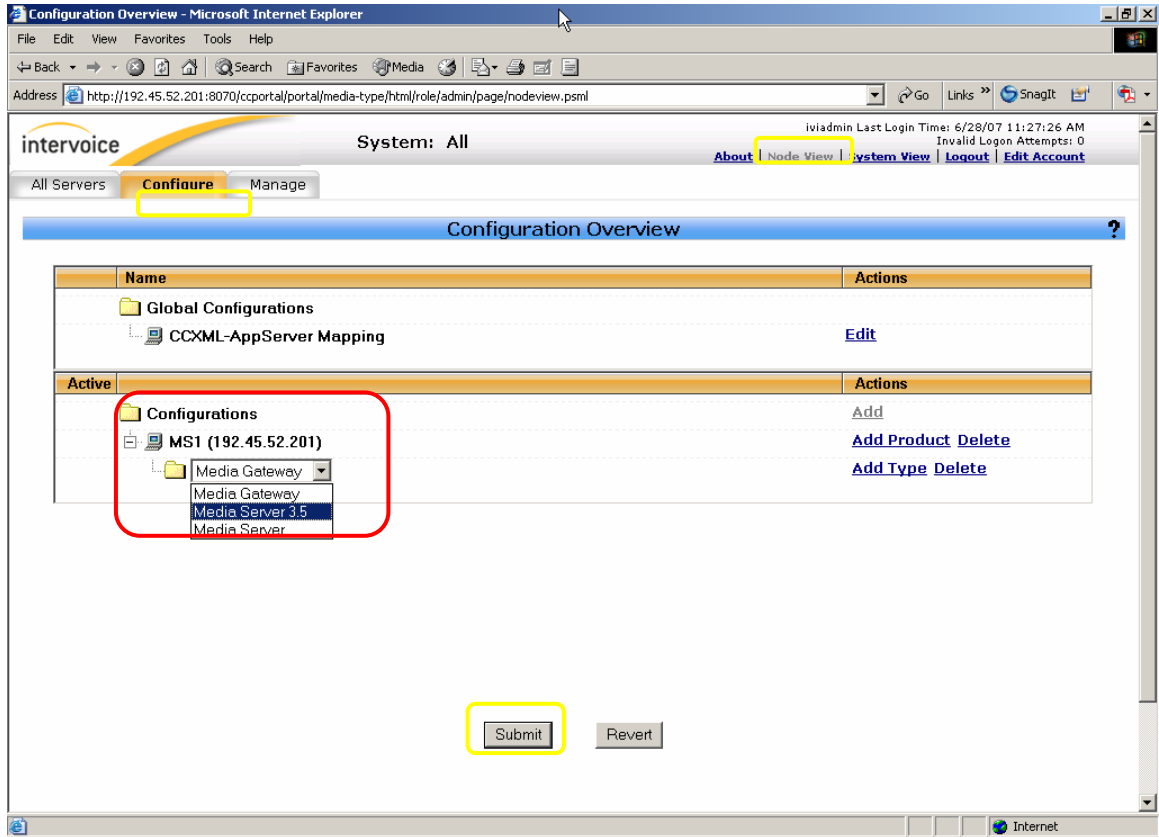 Configuration Overview - Microsoft Internet Explorer
File Edit View Favorites Tools Help
Back Search Favorites Media
Address http://192.45.52.201:8070/ccportal/portal/media-type/html/role/admin/page/nodeview.psml Go Links » SnagIt
intervoice
System: All
iviadmin Last Login Time: 6/28/07 11:27:26 AM
Invalid Logon Attempts: 0
About | Node View | System View | Logout | Edit Account
All Servers Configure Manage
Configuration Overview ?
Name Actions
Global Configurations
CCXML-AppServer Mapping Edit
Active Actions
Configurations Add
MS1 (192.45.52.201) Add Product Delete
Media Gateway Add Type Delete
Media Gateway
Media Server 3.5
Media Server
Submit Revert
Internet